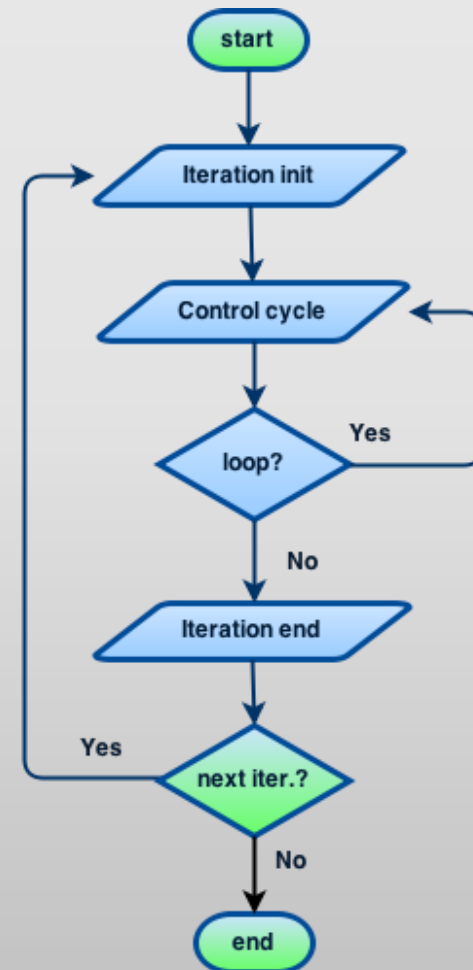 start
Iteration init
Control cycle
loop?
Yes
No
Iteration end
next iter.?
Yes
No
end